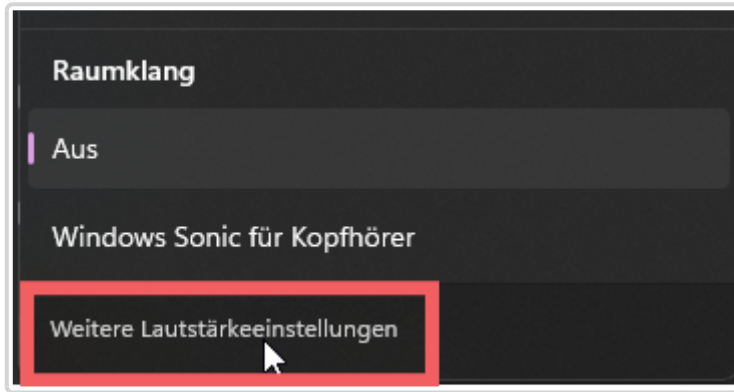 Raumklang
Aus
Windows Sonic für Kopfhörer
Weitere Lautstärkeeinstellungen